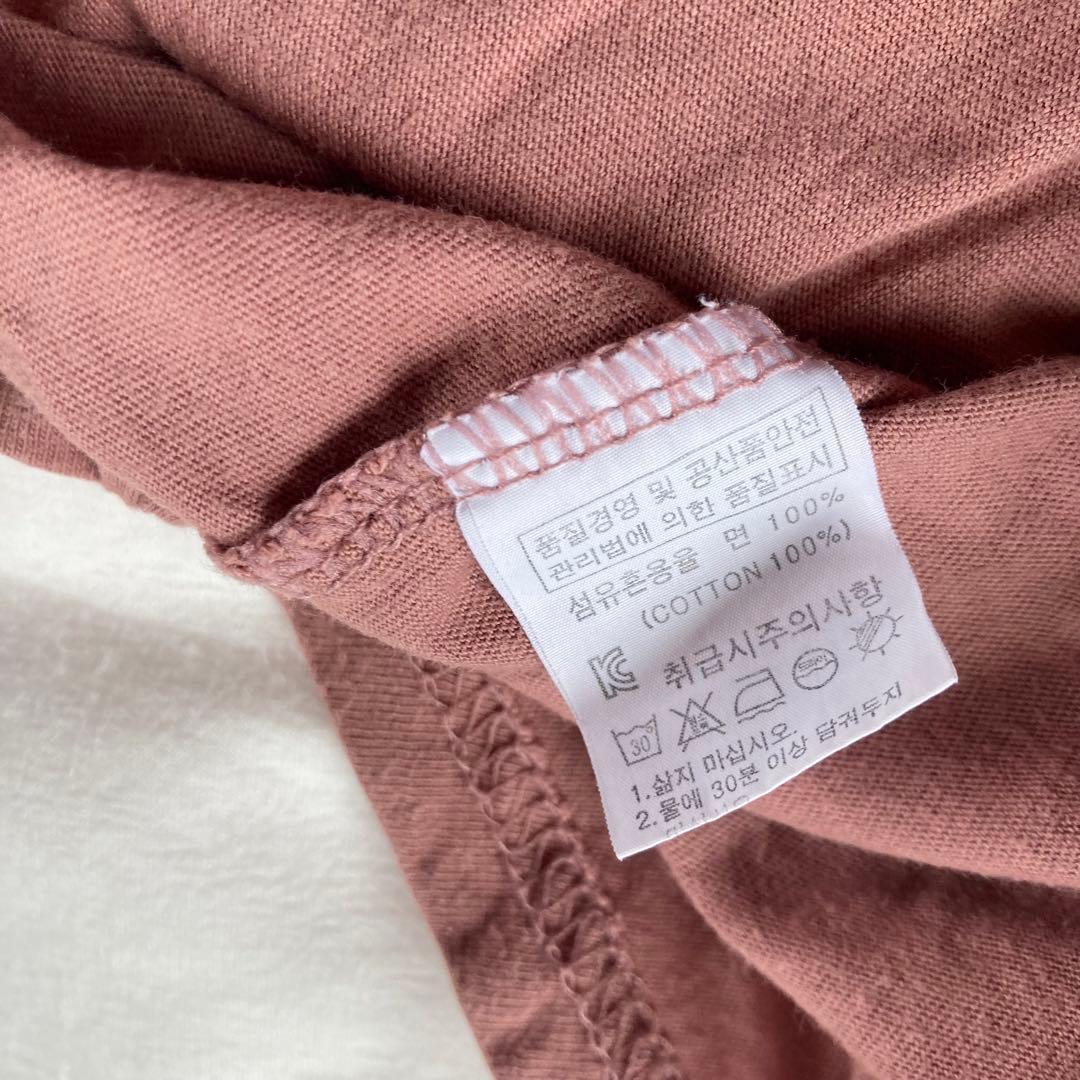 품질경영 및 공산품안전
관리법에 의한 품질표시
섬유혼용율 면 100%
(COTTON 100%)
취급시주의사항
30°
1.삶지 마십시오.
2.물에 30분 이상 담궈두지